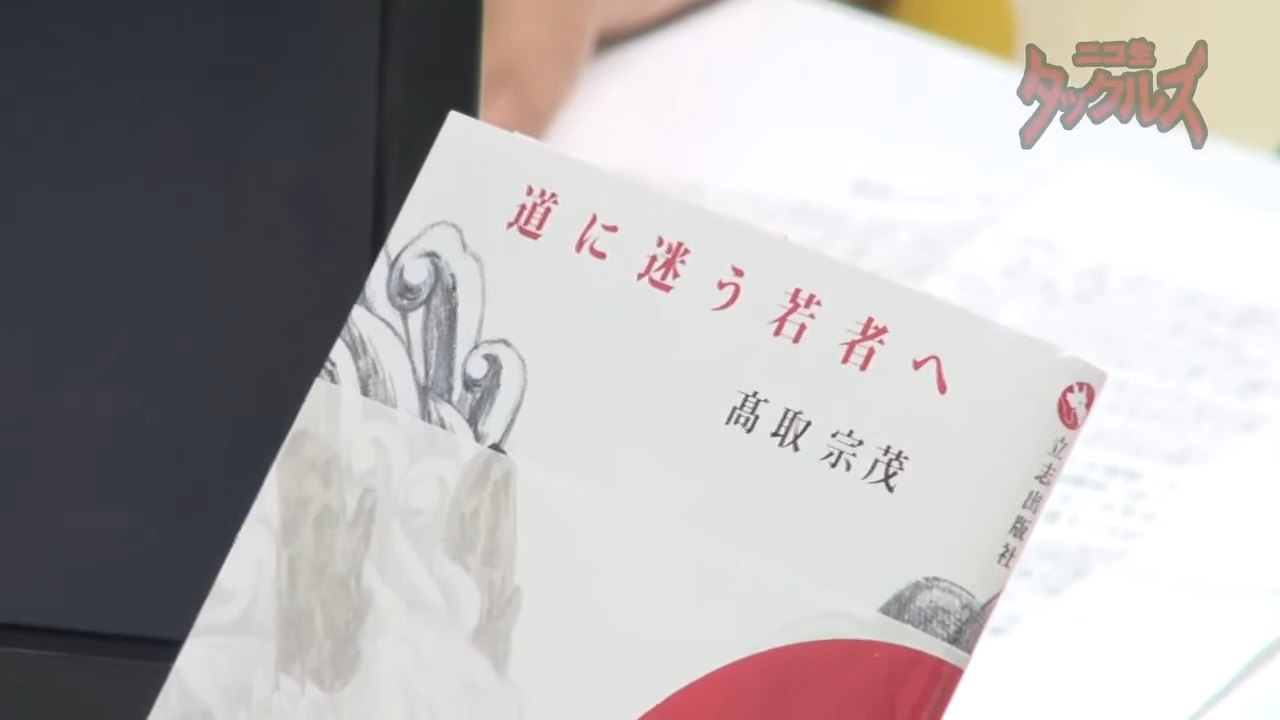 ニコ生
タックルズ
道に迷う若者へ
髙取宗茂
立志出版社